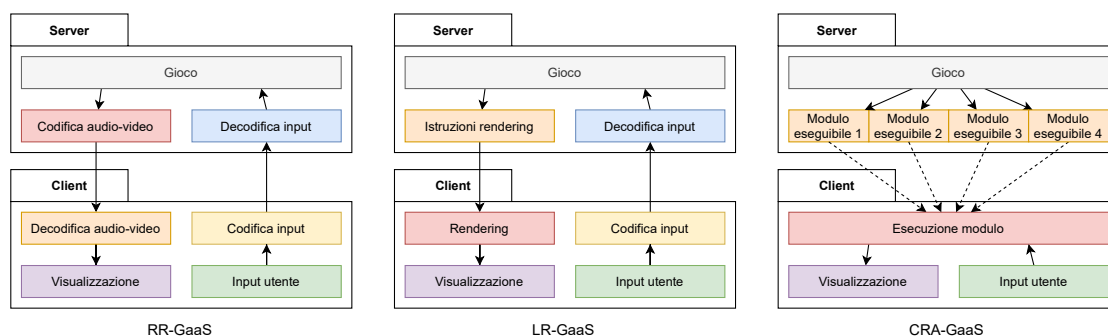 Server
Gioco
Codifica audio-video
Decodifica input
Client
Decodifica audio-video
Codifica input
Visualizzazione
Input utente
RR-GaaS
Server
Gioco
Istruzioni rendering
Decodifica input
Client
Rendering
Codifica input
Visualizzazione
Input utente
LR-GaaS
Server
Gioco
Modulo
eseguibile 1
Modulo
eseguibile 2
Modulo
eseguibile 3
Modulo
eseguibile 4
Client
Esecuzione modulo
Visualizzazione
Input utente
CRA-GaaS